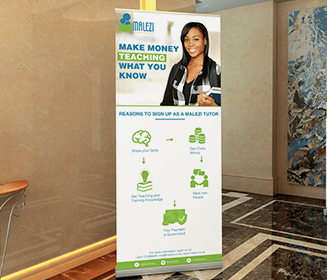 MALEZI
MAKE MONEY
TEACHING
WHAT YOU
KNOW
REASONS TO SIGN UP AS A MALEZI TUTOR
Share your Skills
Earn Extra
Money
Get Teaching and
Training Knowledge
Meet new
People
Your Payment
is Guaranteed